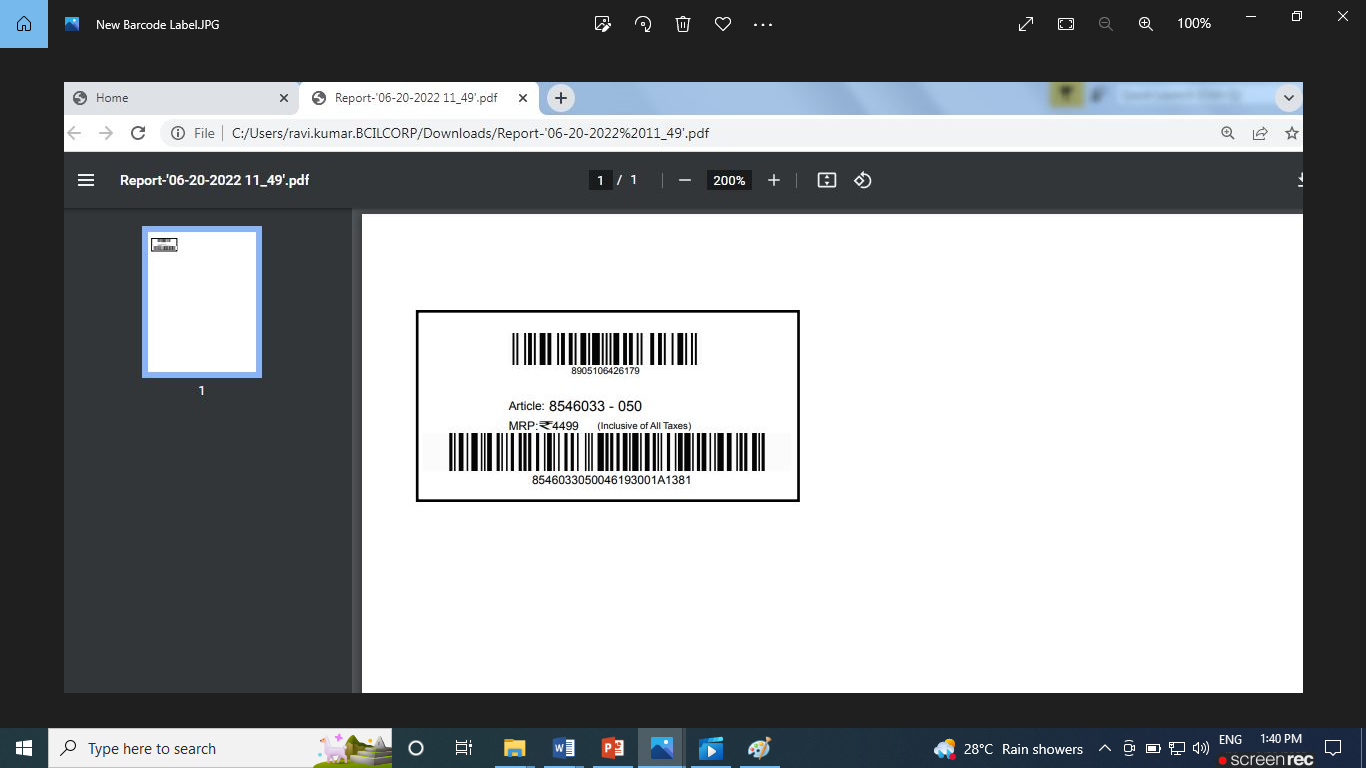 New Barcode Label.JPG
100%
Home
Report-'06-20-2022 11_49'.pdf
File
C:/Users/ravi.kumar.BCILCORP/Downloads/Report-'06-20-2022%2011_49'.pdf
Report-'06-20-2022 11_49'.pdf
1 / 1
200%
1
8905106426179
Article: 8546033 - 050
MRP:₹4499 (Inclusive of All Taxes)
8546033050046193001A1381
Type here to search
28°C Rain showers
ENG
1:40 PM
screenrec